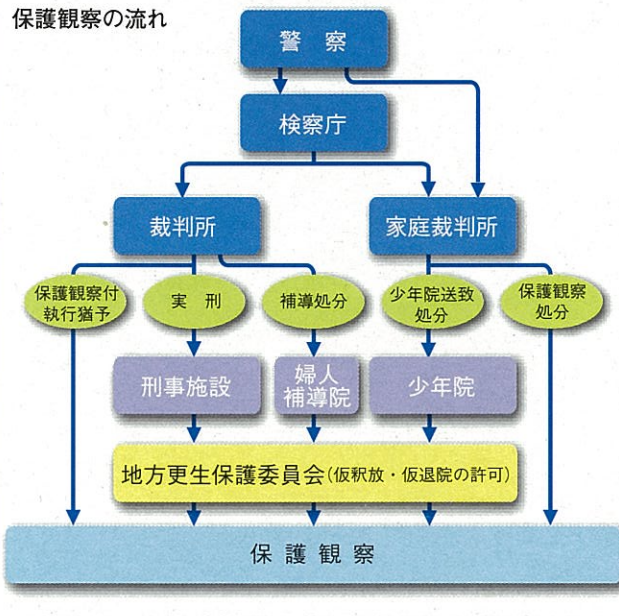 保護観察の流れ
警 察
検察庁
裁判所
家庭裁判所
保護観察付
執行猶予
実 刑
補導処分
少年院送致
処分
保護観察
処分
刑事施設
婦人
補導院
少年院
地方更生保護委員会(仮釈放・仮退院の許可)
保 護 観 察